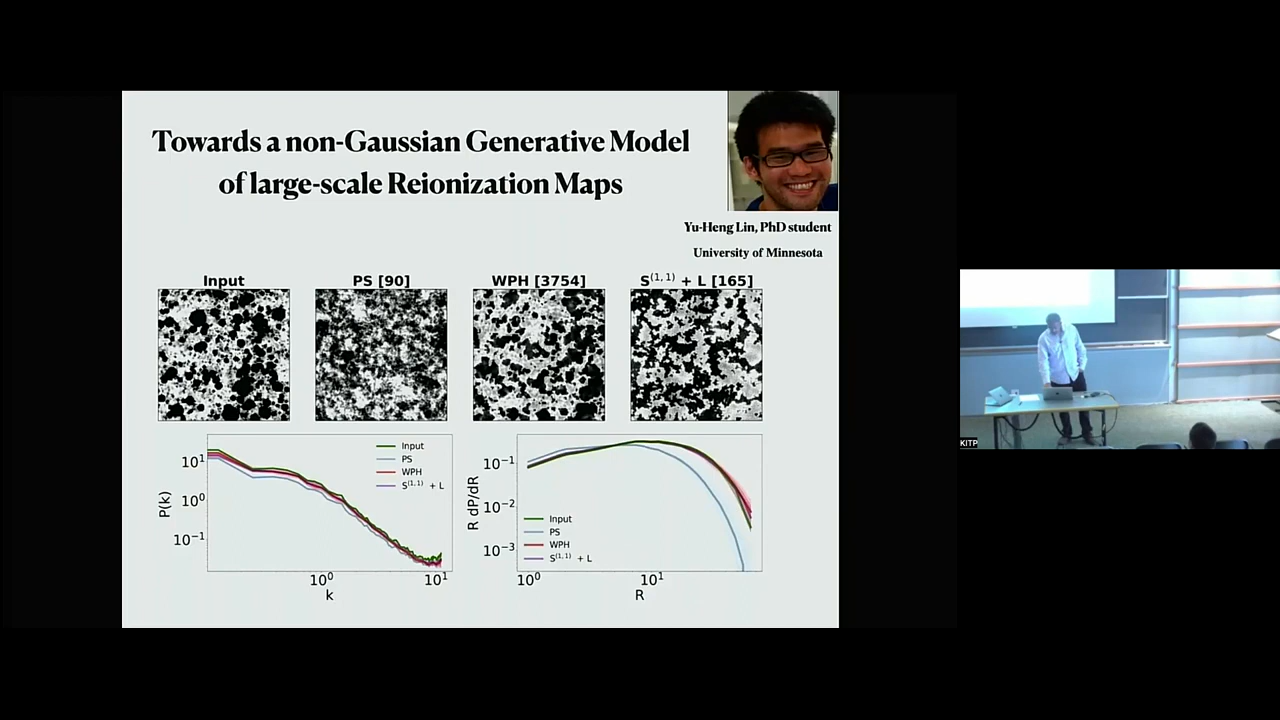 Towards a non-Gaussian Generative Model
of large-scale Reionization Maps
Yu-Heng Lin, PhD student
University of Minnesota
Input
PS [90]
WPH [3754]
S^(1,1) + L [165]
P(k)
10^1
10^0
10^-1
Input
PS
WPH
S^(1,1) + L
10^0
10^1
k
R dP/dR
10^-1
10^-2
10^-3
Input
PS
WPH
S^(1,1) + L
10^0
10^1
R
KITP